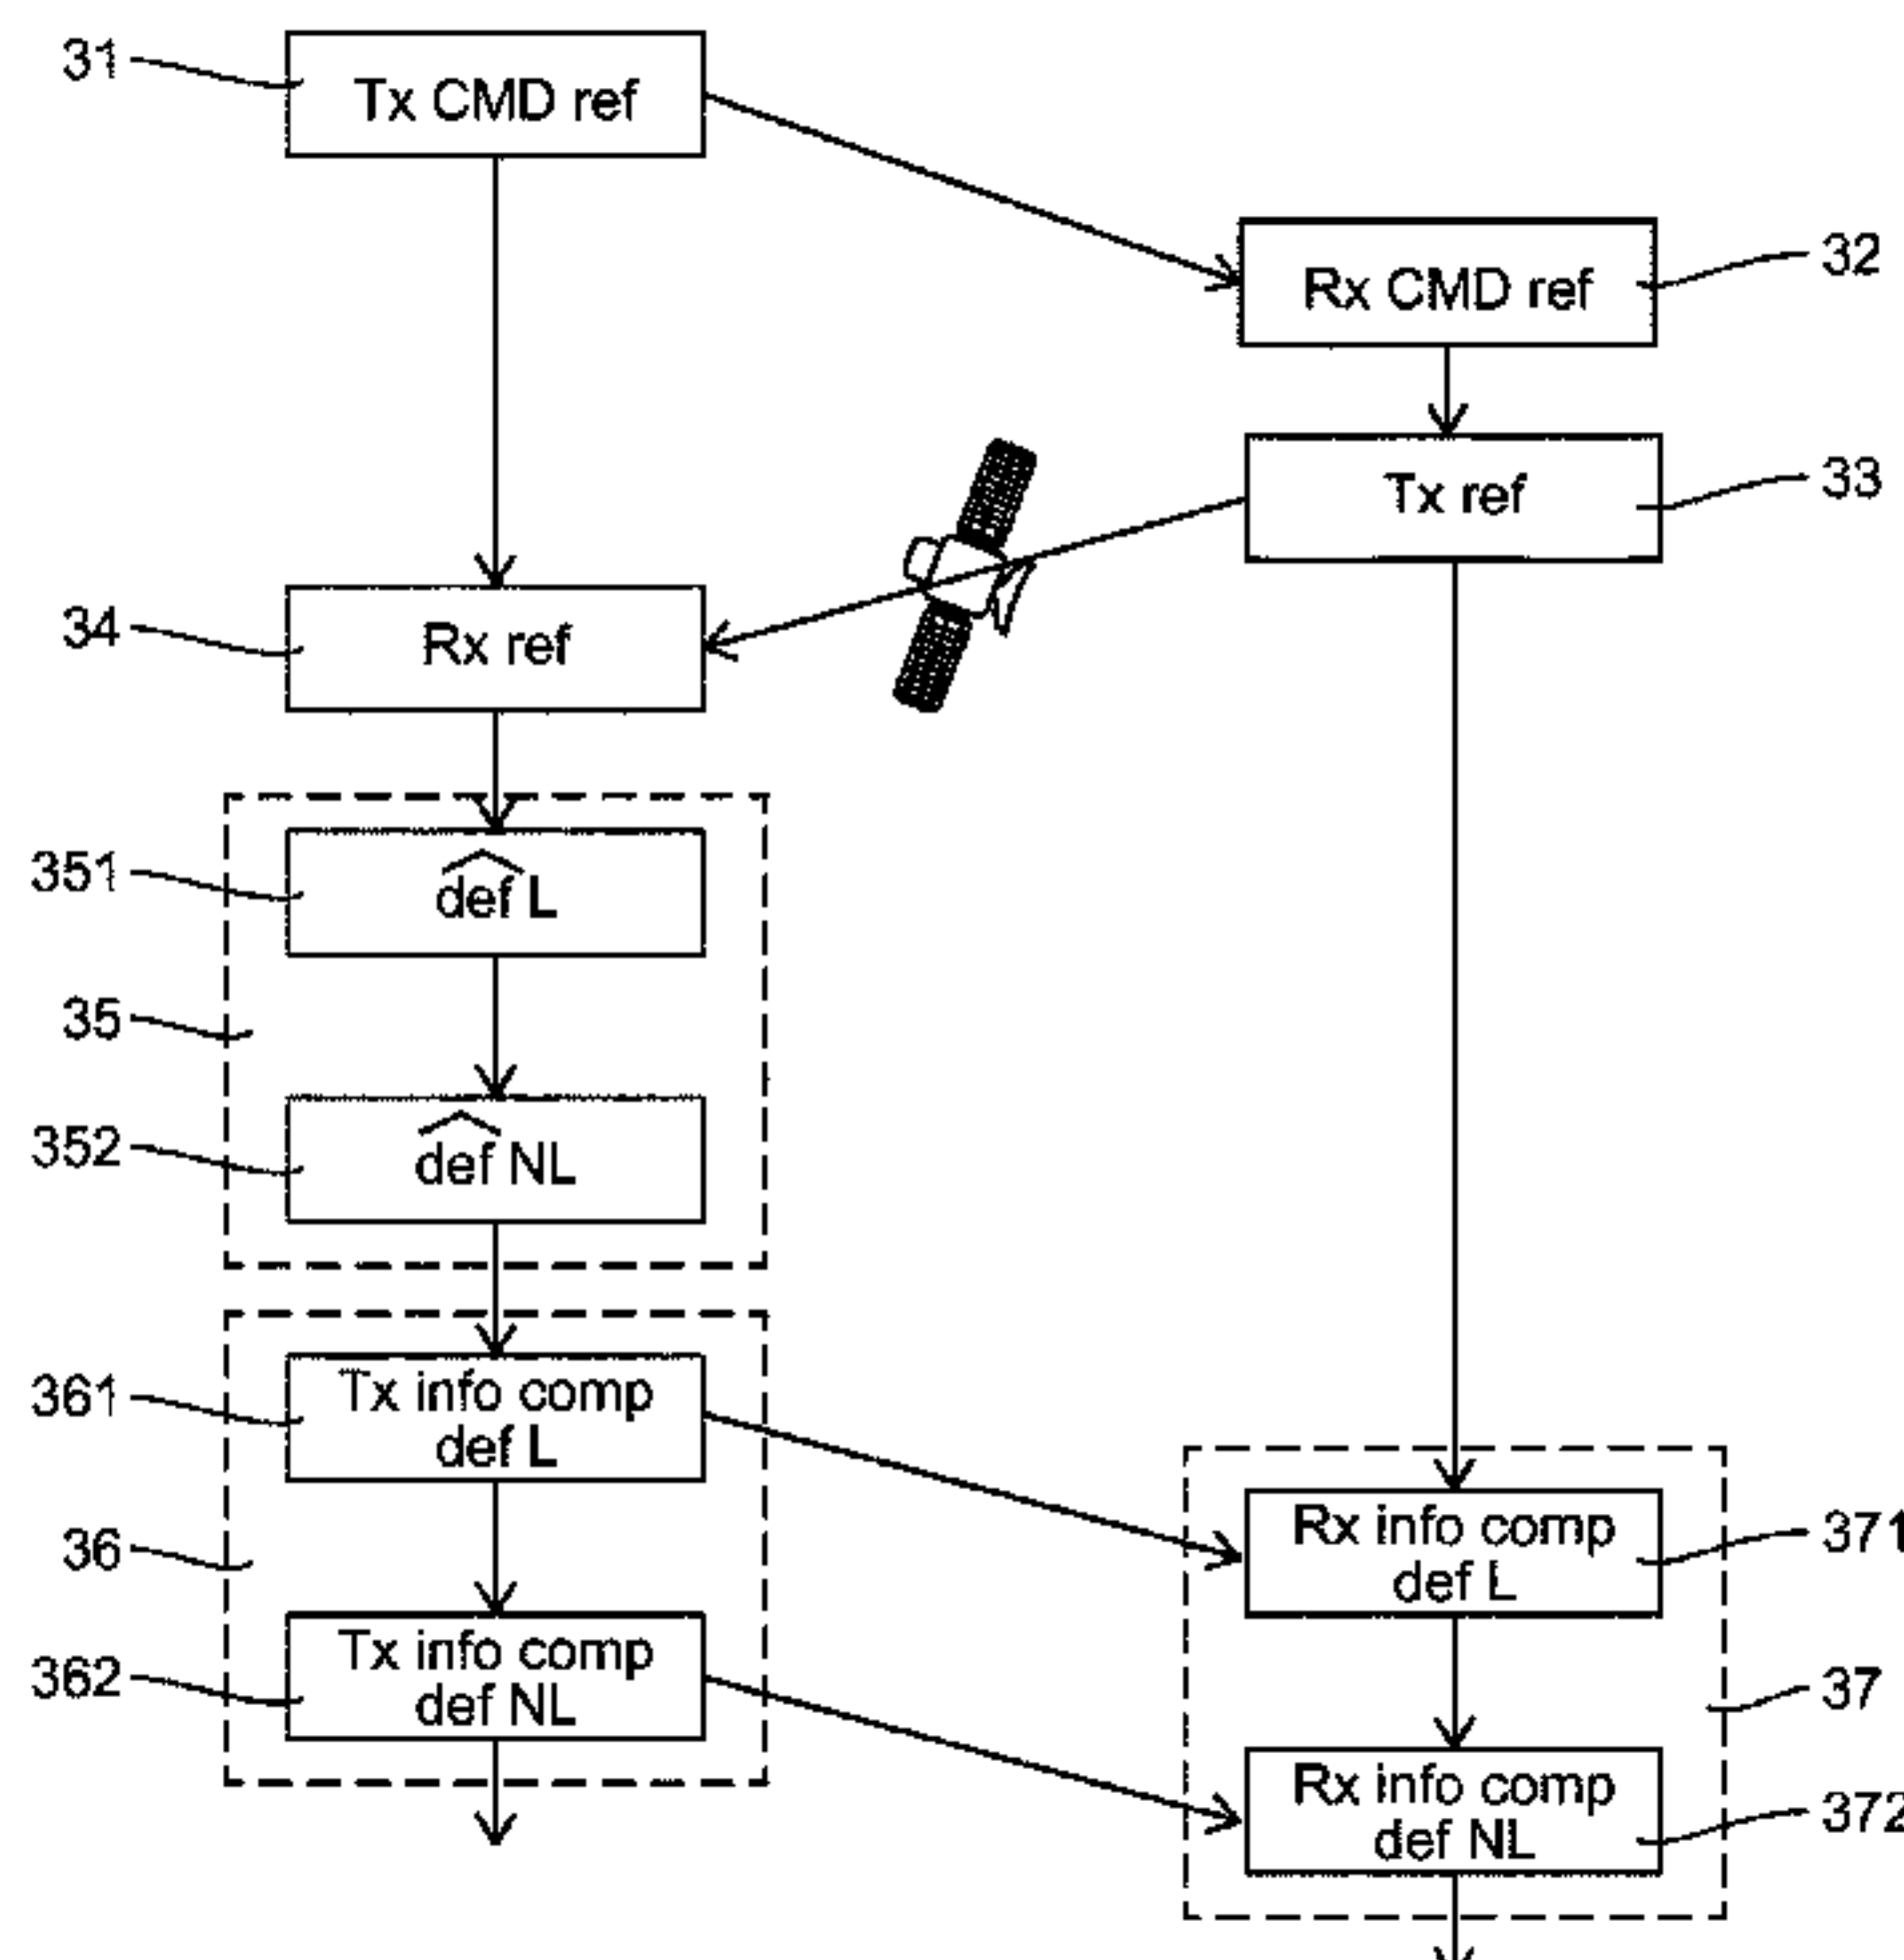 31
Tx CMD ref
Rx CMD ref
32
Tx ref
33
34
Rx ref
351
def L
35
352
def NL
361
Tx info comp
def L
Rx info comp
def L
371
36
362
Tx info comp
def NL
37
Rx info comp
def NL
372